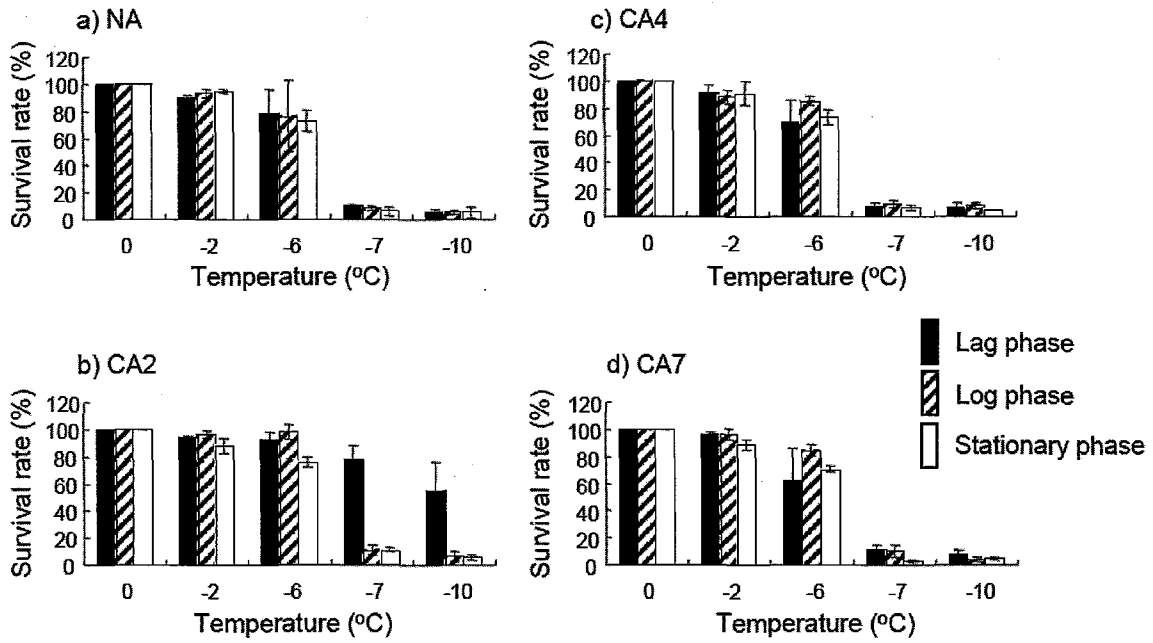 a) NA
Survival rate (%)
120
100
80
60
40
20
0
0 -2 -6 -7 -10
Temperature (ºC)
c) CA4
Survival rate (%)
120
100
80
60
40
20
0
0 -2 -6 -7 -10
Temperature (ºC)
b) CA2
Survival rate (%)
120
100
80
60
40
20
0
0 -2 -6 -7 -10
Temperature (ºC)
d) CA7
Survival rate (%)
120
100
80
60
40
20
0
0 -2 -6 -7 -10
Temperature (ºC)
Lag phase
Log phase
Stationary phase